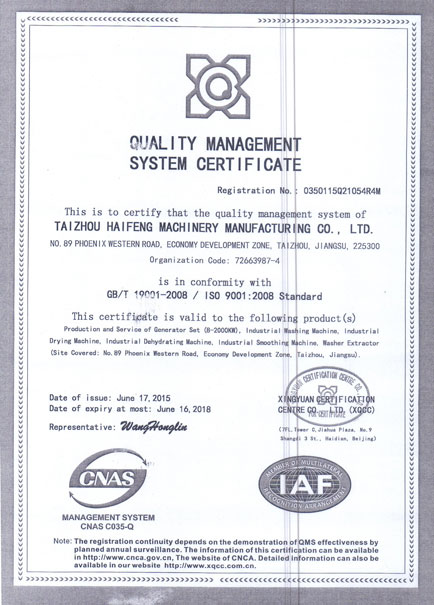 QUALITY MANAGEMENT
SYSTEM CERTIFICATE
Registration No.: 0350115Q21054R4M
This is to certify that the quality management system of
TAIZHOU HAIFENG MACHINERY MANUFACTURING CO., LTD.
NO. 89 PHOENIX WESTERN ROAD, ECONOMY DEVELOPMENT ZONE, TAIZHOU, JIANGSU, 225300
Organization Code: 72663987-4
is in conformity with
GB/T 19001-2008 / ISO 9001:2008 Standard
This certificate is valid to the following product(s)
Production and Service of Generator Set (8-2000KW), Industrial Washing Machine, Industrial
Drying Machine, Industrial Dehydrating Machine, Industrial Smoothing Machine, Washer Extractor
(Site Covered: No.89 Phoenix Western Road, Economy Development Zone, Taizhou, Jiangsu).
Date of issue: June 17, 2015
Date of expiry at most: June 16, 2018
Representative: WangHonglin
XINGYUAN CERTIFICATION
CENTRE CO., LTD. (XQCC)
(7Fl, Tower C, Jiahua Plaza, No.9
Shangdi 3 St., Haidian, Beijing)
CNAS
MANAGEMENT SYSTEM
CNAS C035-Q
MEMBER OF MULTILATERAL
IAF
RECOGNITION ARRANGEMENT
Note: The registration continuity depends on the demonstration of QMS effectiveness by
planned annual surveillance. The information of this certification can be available
in http://www.cnca.gov.cn, The website of CNCA. Detailed information can also be
available in our website http://www.xqcc.com.cn.